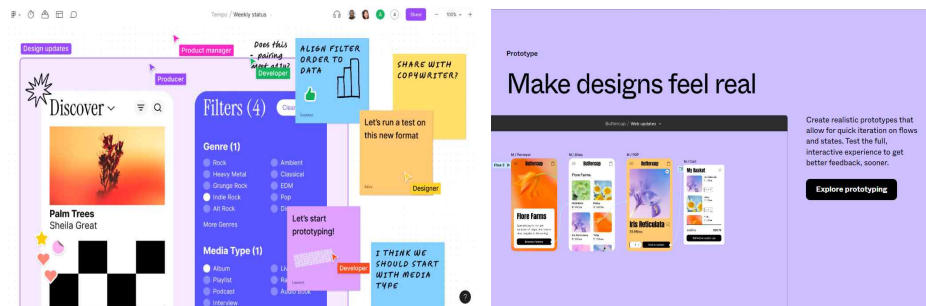 Tempu / Weekly status
Share
100%
Design updates
Product manager
Does this
pairing
Developer
Producer
ALIGN FILTER
ORDER TO
DATA
SHARE WITH
COPYWRITER?
Discover
Filters (4)
Clear
Let's run a test on
this new format
Designer
Genre (1)
Rock
Ambient
Heavy Metal
Classical
Grunge Rock
EDM
Indie Rock
Pop
Alt Rock
More Genres
Palm Trees
Sheila Great
Let's start
prototyping!
Developer
Media Type (1)
Album
Playlist
Podcast
Audio Book
Interview
I THINK WE
SHOULD START
WITH MEDIA
TYPE
Prototype
Make designs feel real
Buttercup / Web updates
Create realistic prototypes that
allow for quick iteration on flows
and states. Test the full,
interactive experience to get
better feedback, sooner.
Explore prototyping
Buttercup
Buttercup
Buttercup
My Basket
Flore Farms.
Flore Farms
Iris Reticulata